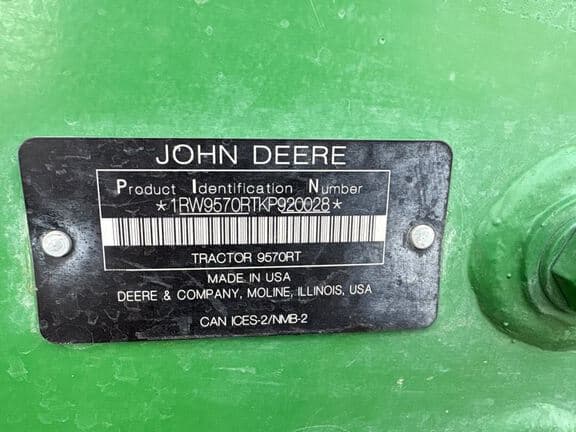 JOHN DEERE
Product Identification Number
*1RW9570RTKP920028*
TRACTOR 9570RT
MADE IN USA
DEERE & COMPANY, MOLINE, ILLINOIS, USA
CAN ICES-2/NMB-2